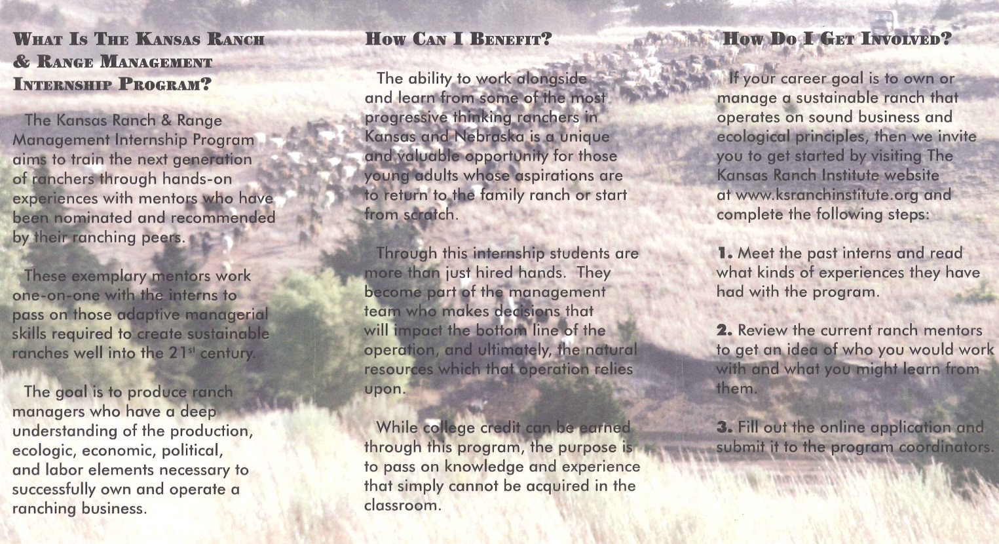 What Is The Kansas Ranch
& Range Management
Internship Program?
The Kansas Ranch & Range
Management Internship Program
aims to train the next generation
of ranchers through hands-on
experiences with mentors who have
been nominated and recommended
by their ranching peers.
These exemplary mentors work
one-on-one with the interns to
pass on those adaptive managerial
skills required to create sustainable
ranches well into the 21st century.
The goal is to produce ranch
managers who have a deep
understanding of the production,
ecologic, economic, political,
and labor elements necessary to
successfully own and operate a
ranching business.
How Can I Benefit?
The ability to work alongside
and learn from some of the most
progressive thinking ranchers in
Kansas and Nebraska is a unique
and valuable opportunity for those
young adults whose aspirations are
to return to the family ranch or start
from scratch.
Through this internship students are
more than just hired hands. They
become part of the management
team who makes decisions that
will impact the bottom line of the
operation, and ultimately, the natural
resources which that operation relies
upon.
While college credit can be earned
through this program, the purpose is
to pass on knowledge and experience
that simply cannot be acquired in the
classroom.
How Do I Get Involved?
If your career goal is to own or
manage a sustainable ranch that
operates on sound business and
ecological principles, then we invite
you to get started by visiting The
Kansas Ranch Institute website
at www.ksranchinstitute.org and
complete the following steps:
1. Meet the past interns and read
what kinds of experiences they have
had with the program.
2. Review the current ranch mentors
to get an idea of who you would work
with and what you might learn from
them.
3. Fill out the online application and
submit it to the program coordinators.